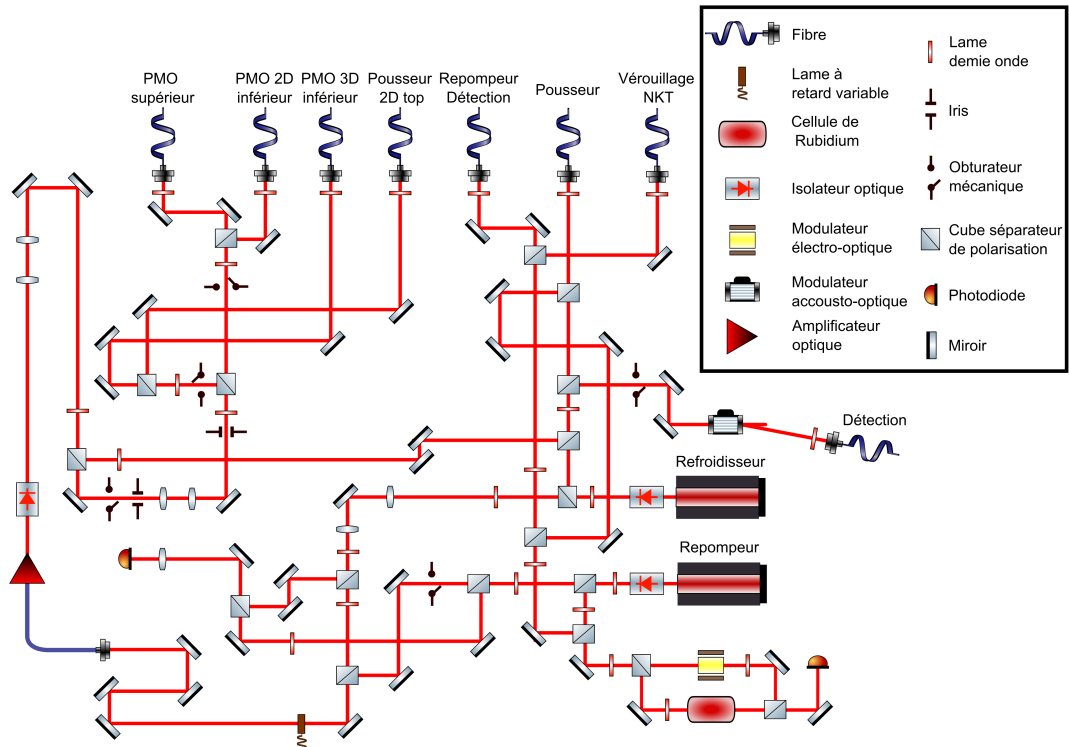 PMO
supérieur
PMO 2D
inférieur
PMO 3D
inférieur
Pousseur
2D top
Repompeur
Détection
Pousseur
Vérouillage
NKT
Fibre
Lame à
retard variable
Cellule de
Rubidium
Isolateur optique
Modulateur
électro-optique
Modulateur
accousto-optique
Amplificateur
optique
Lame
demie onde
Iris
Obturateur
mécanique
Cube séparateur
de polarisation
Photodiode
Miroir
Détection
Refroidisseur
Repompeur